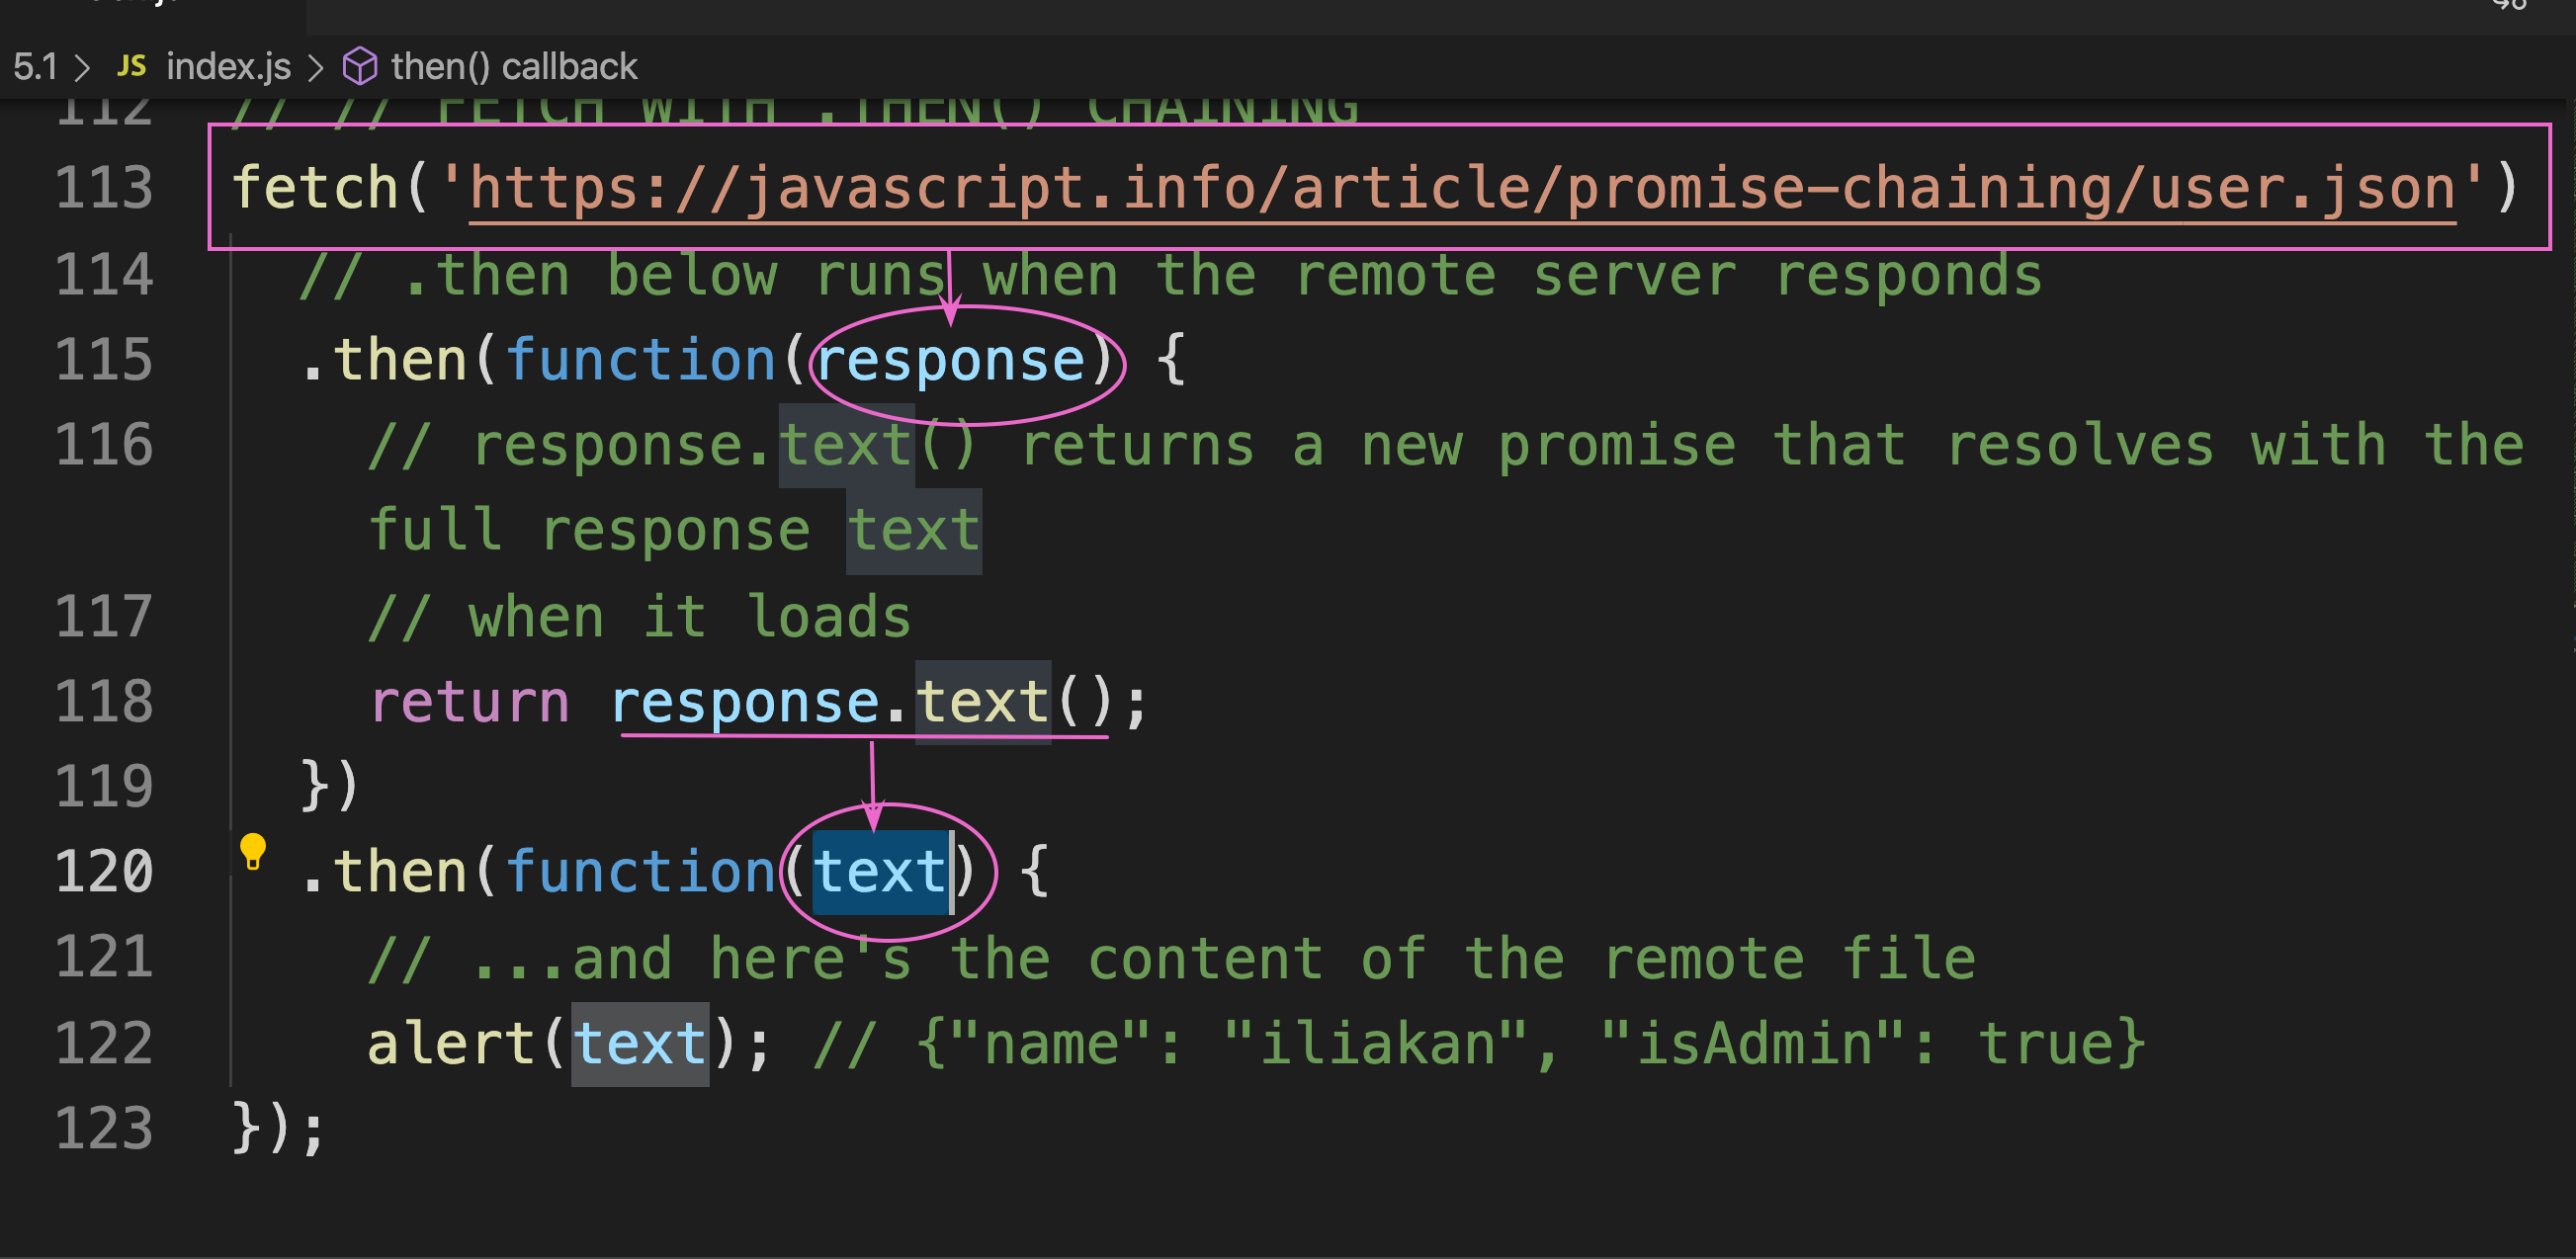 5.1 > JS index.js > then() callback
112 // // FETCH WITH .THEN() CHAINING
113 fetch('https://javascript.info/article/promise-chaining/user.json')
114 // .then below runs when the remote server responds
115 .then(function(response) {
116 // response.text() returns a new promise that resolves with the
full response text
117 // when it loads
118 return response.text();
119 })
120 .then(function(text) {
121 // ...and here's the content of the remote file
122 alert(text); // {"name": "iliakan", "isAdmin": true}
123 });